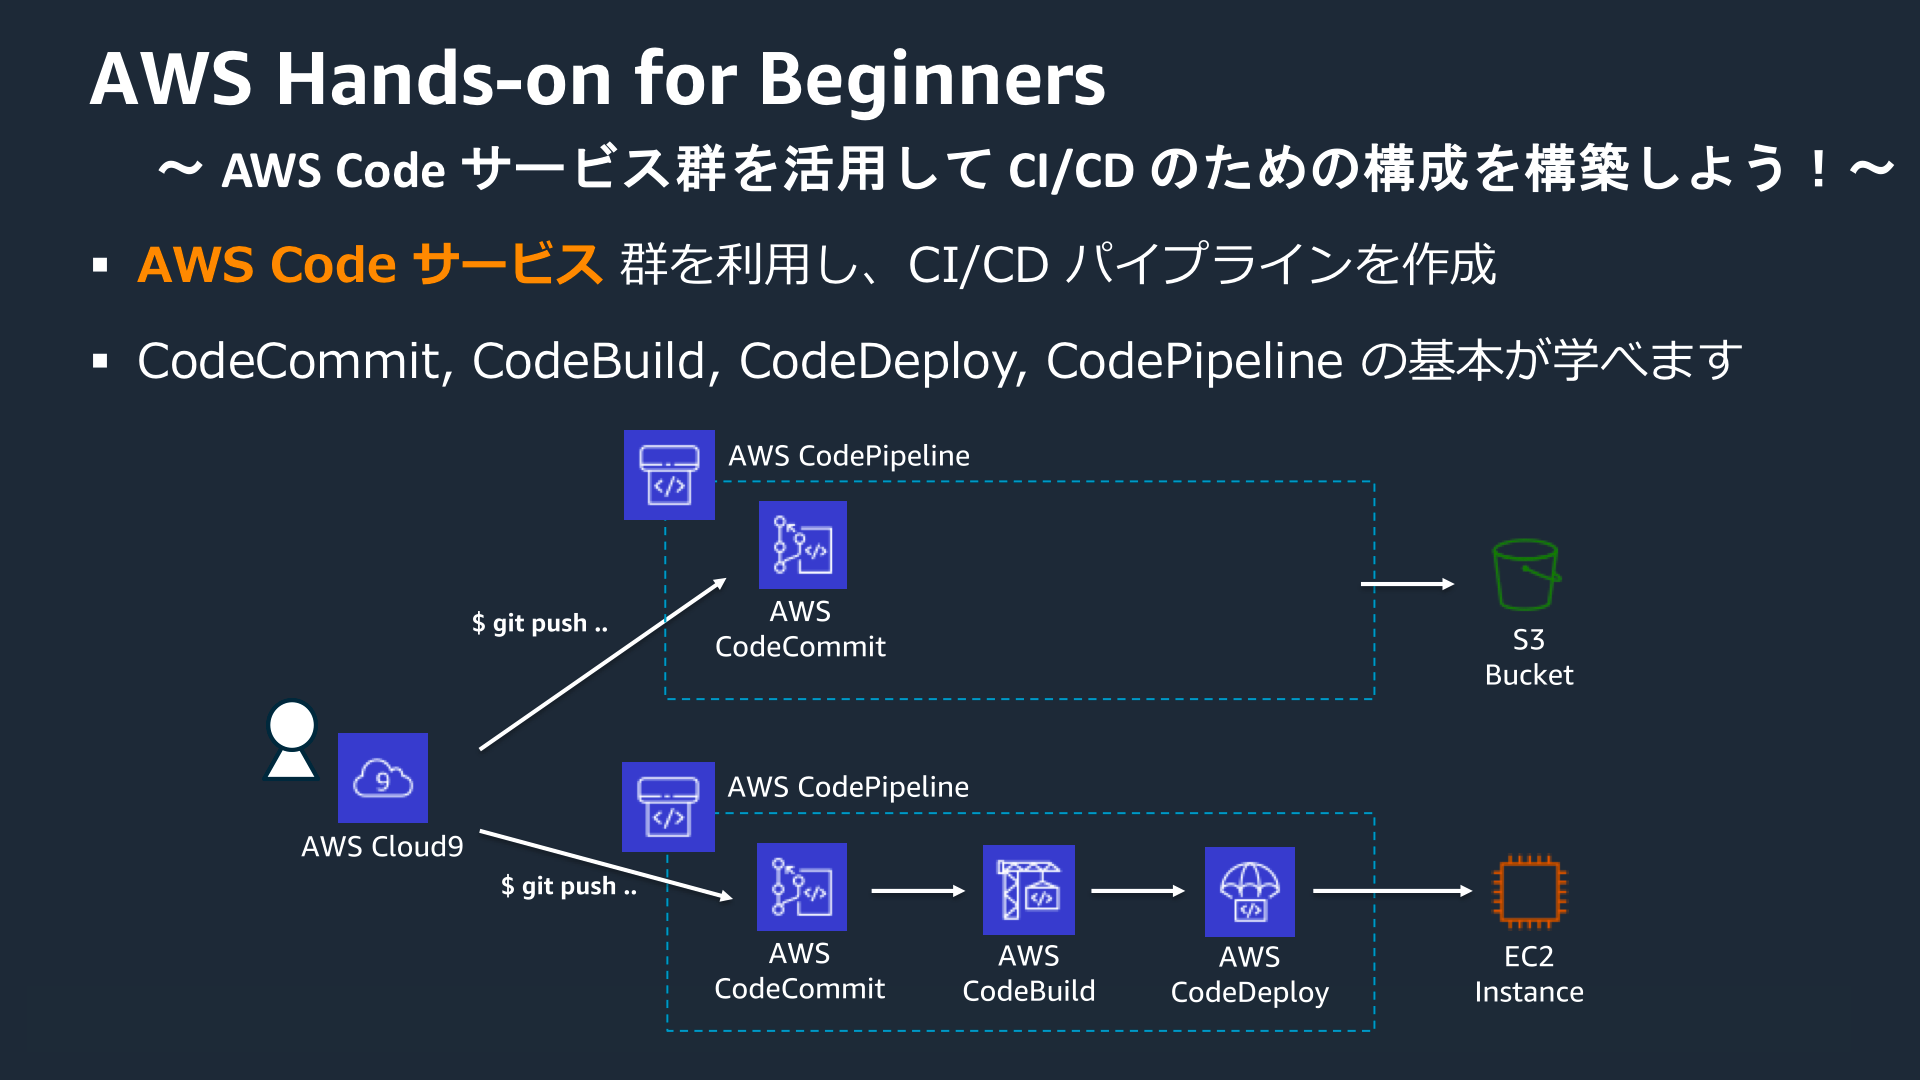 AWS Hands-on for Beginners
～ AWS Code サービス群を活用して CI/CD のための構成を構築しよう！～
▪ AWS Code サービス 群を利用し、CI/CD パイプラインを作成
▪ CodeCommit, CodeBuild, CodeDeploy, CodePipeline の基本が学べます
AWS CodePipeline
</>
</>
AWS
CodeCommit
$ git push ..
S3
Bucket
9
AWS Cloud9
AWS CodePipeline
</>
$ git push ..
</>
AWS
CodeCommit
</>
AWS
CodeBuild
</>
AWS
CodeDeploy
EC2
Instance